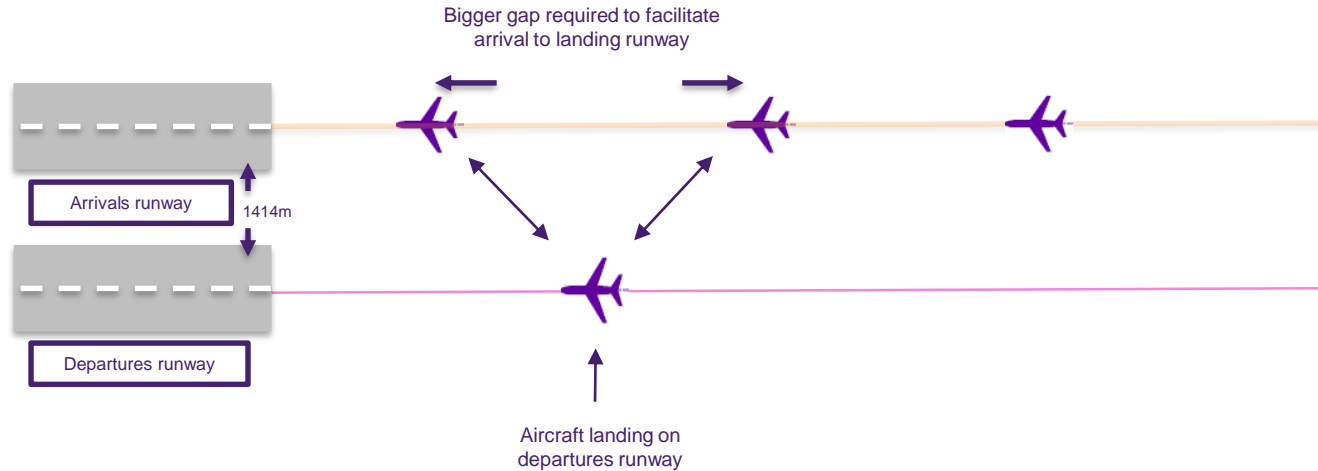 Bigger gap required to facilitate
arrival to landing runway
Arrivals runway
1414m
Departures runway
Aircraft landing on
departures runway